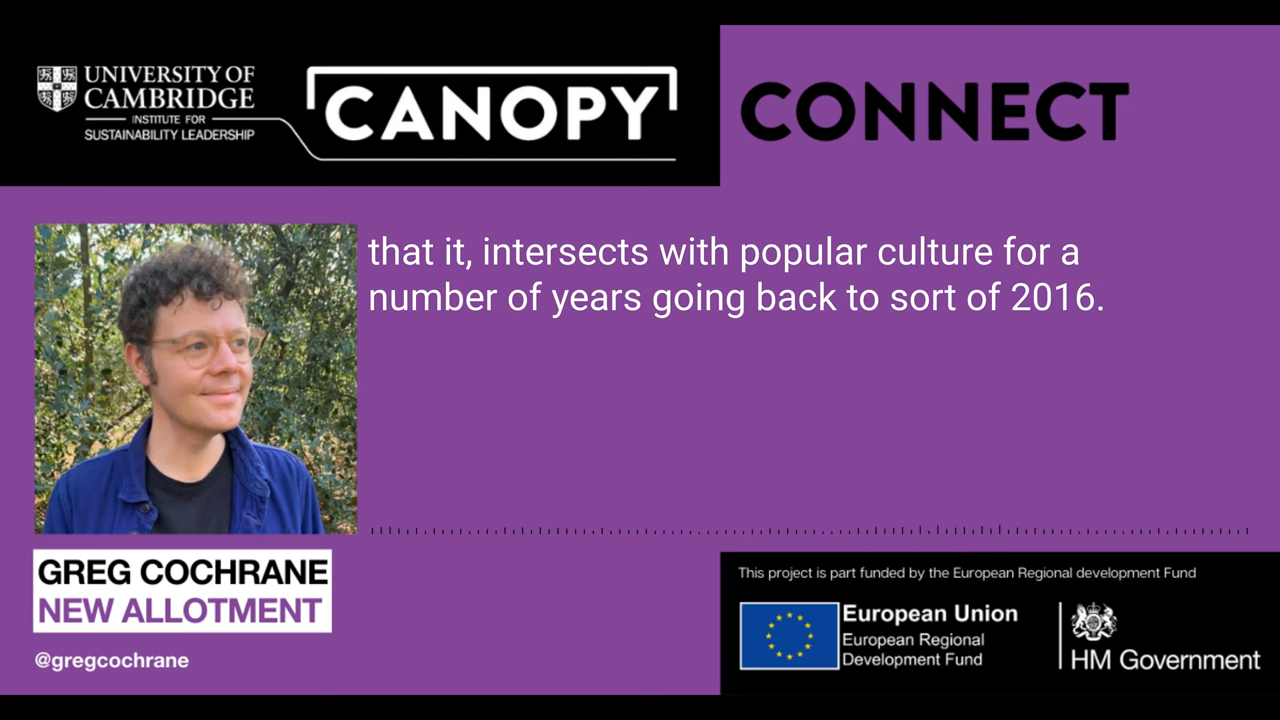 UNIVERSITY OF
CAMBRIDGE
INSTITUTE FOR
SUSTAINABILITY LEADERSHIP
CANOPY
CONNECT
that it, intersects with popular culture for a
number of years going back to sort of 2016.
GREG COCHRANE
NEW ALLOTMENT
@gregcochrane
This project is part funded by the European Regional development Fund
European Union
European Regional
Development Fund
HM Government